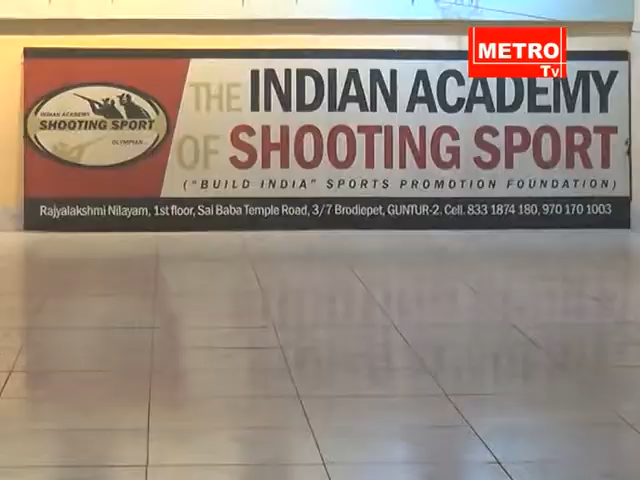 METRO
Tv
THE INDIAN ACADEMY
OF SHOOTING SPORT
("BUILD INDIA" SPORTS PROMOTION FOUNDATION)
INDIAN ACADEMY
SHOOTING SPORT
OLYMPIAN
Rajyalakshmi Nilayam, 1st floor, Sai Baba Temple Road, 3/7 Brodiepet, GUNTUR-2. Cell. 833 1874 180, 970 170 1003